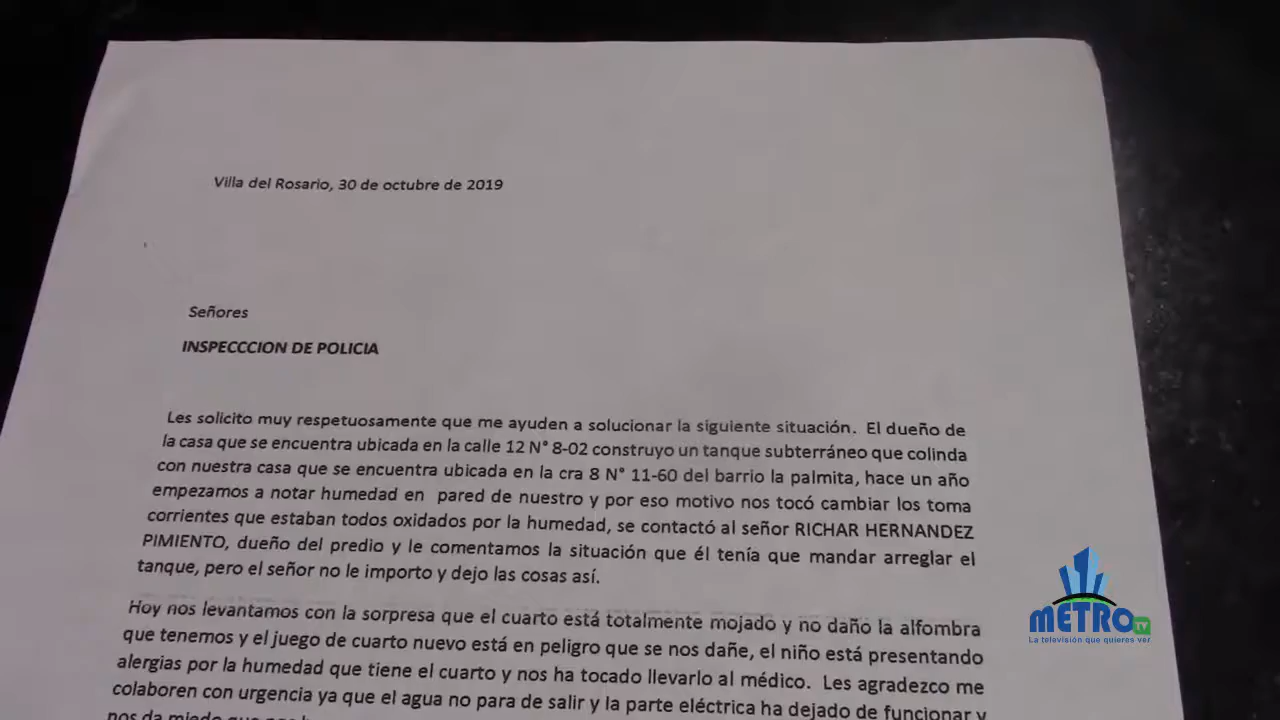 Villa del Rosario, 30 de octubre de 2019
Señores
INSPECCCION DE POLICIA
Les solicito muy respetuosamente que me ayuden a solucionar la siguiente situación. El dueño de
la casa que se encuentra ubicada en la calle 12 N° 8-02 construyo un tanque subterráneo que colinda
con nuestra casa que se encuentra ubicada en la cra 8 N° 11-60 del barrio la palmita, hace un año
empezamos a notar humedad en pared de nuestro y por eso motivo nos tocó cambiar los toma
corrientes que estaban todos oxidados por la humedad, se contactó al señor RICHAR HERNANDEZ
PIMIENTO, dueño del predio y le comentamos la situación que él tenía que mandar arreglar el
tanque, pero el señor no le importo y dejo las cosas así.
Hoy nos levantamos con la sorpresa que el cuarto está totalmente mojado y no daño la alfombra
que tenemos y el juego de cuarto nuevo está en peligro que se nos dañe, el niño está presentando
alergias por la humedad que tiene el cuarto y nos ha tocado llevarlo al médico. Les agradezco me
colaboren con urgencia ya que el agua no para de salir y la parte eléctrica ha dejado de funcionar y
nos da miedo que
METRO TV
La televisión que quieres ver